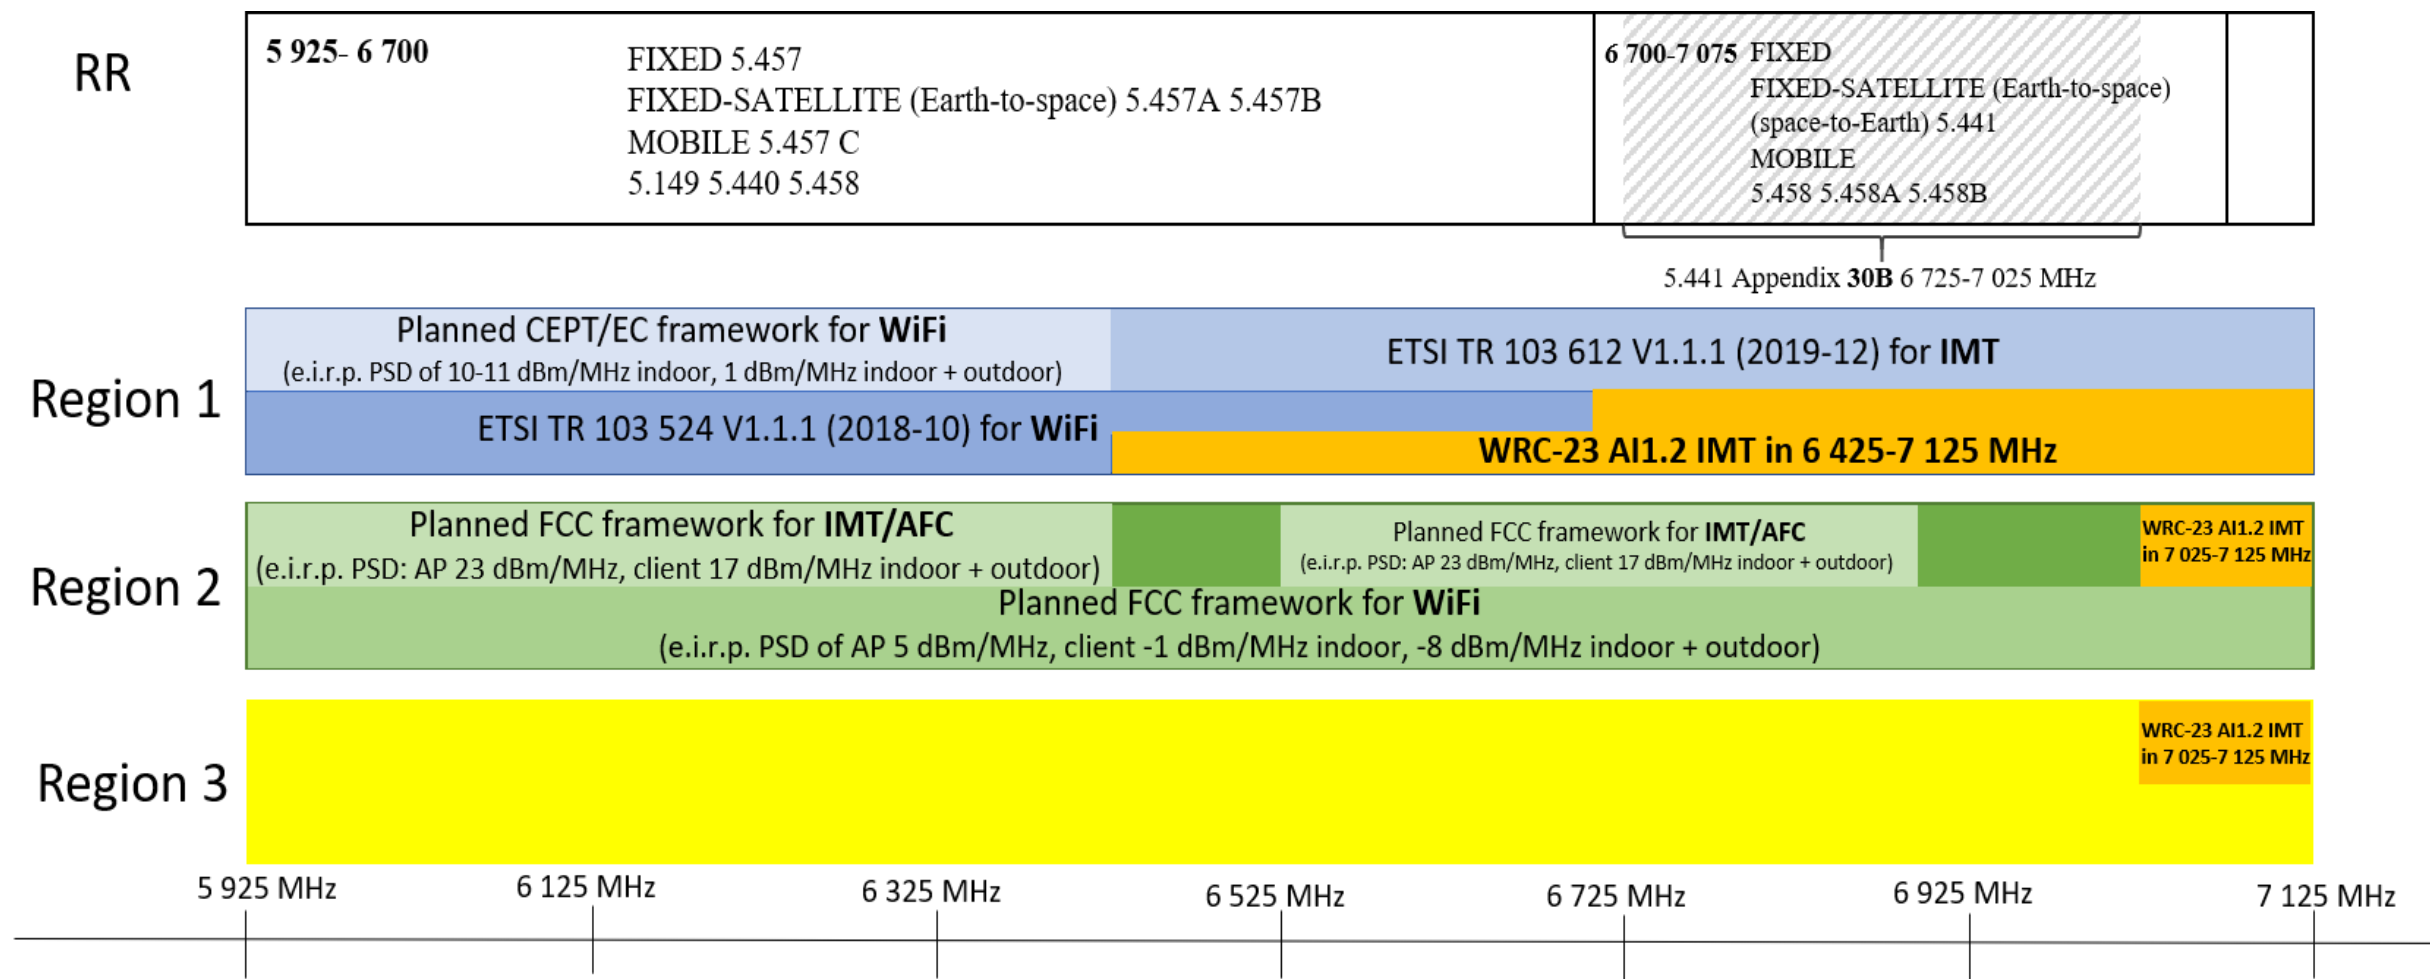 RR
5 925- 6 700
FIXED 5.457
FIXED-SATELLITE (Earth-to-space) 5.457A 5.457B
MOBILE 5.457 C
5.149 5.440 5.458
6 700-7 075 FIXED
FIXED-SATELLITE (Earth-to-space)
(space-to-Earth) 5.441
MOBILE
5.458 5.458A 5.458B
5.441 Appendix 30B 6 725-7 025 MHz
Region 1
Planned CEPT/EC framework for WiFi
(e.i.r.p. PSD of 10-11 dBm/MHz indoor, 1 dBm/MHz indoor + outdoor)
ETSI TR 103 612 V1.1.1 (2019-12) for IMT
ETSI TR 103 524 V1.1.1 (2018-10) for WiFi
WRC-23 AI1.2 IMT in 6 425-7 125 MHz
Region 2
Planned FCC framework for IMT/AFC
(e.i.r.p. PSD: AP 23 dBm/MHz, client 17 dBm/MHz indoor + outdoor)
Planned FCC framework for IMT/AFC
(e.i.r.p. PSD: AP 23 dBm/MHz, client 17 dBm/MHz indoor + outdoor)
WRC-23 AI1.2 IMT
in 7 025-7 125 MHz
Planned FCC framework for WiFi
(e.i.r.p. PSD of AP 5 dBm/MHz, client -1 dBm/MHz indoor, -8 dBm/MHz indoor + outdoor)
Region 3
WRC-23 AI1.2 IMT
in 7 025-7 125 MHz
5 925 MHz
6 125 MHz
6 325 MHz
6 525 MHz
6 725 MHz
6 925 MHz
7 125 MHz